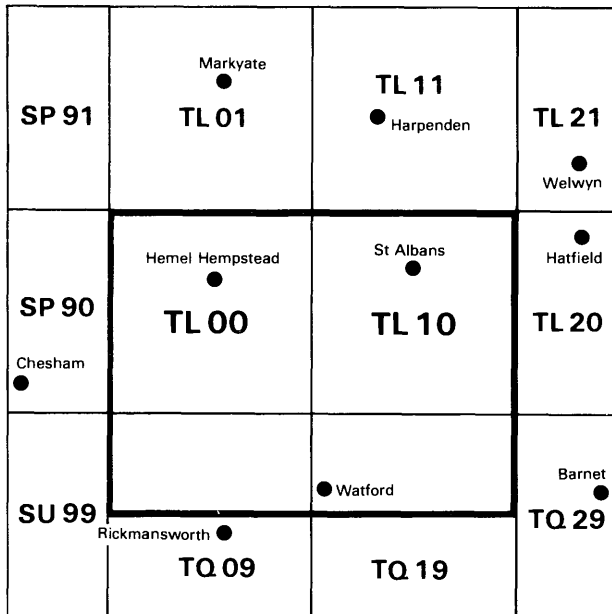 Markyate
TL 11
SP 91
TL 01
Harpenden
TL 21
Welwyn
Hemel Hempstead
St Albans
Hatfield
SP 90
TL 00
TL 10
TL 20
Chesham
Watford
Barnet
SU 99
Rickmansworth
TQ 29
TQ 09
TQ 19